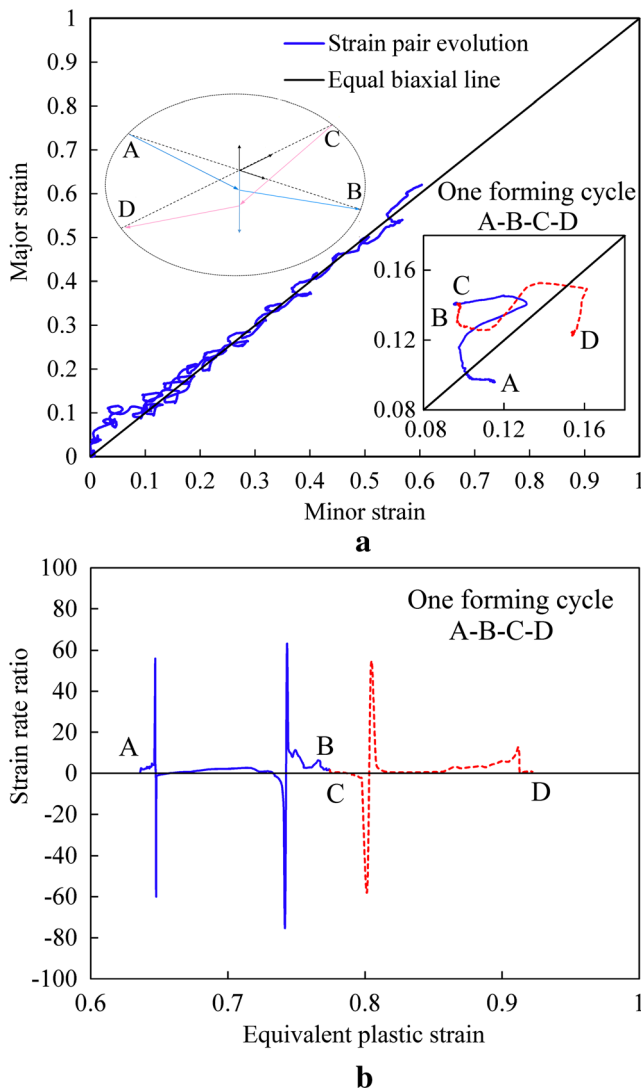 Strain pair evolution
Equal biaxial line
Major strain
1
0.9
0.8
0.7
0.6
0.5
0.4
0.3
0.2
0.1
0
A
C
B
D
One forming cycle
A-B-C-D
0.16
0.12
0.08
C
B
D
A
0.08 0.12 0.16
0 0.1 0.2 0.3 0.4 0.5 0.6 0.7 0.8 0.9 1
Minor strain
a
One forming cycle
A-B-C-D
Strain rate ratio
100
80
60
40
20
0
-20
-40
-60
-80
-100
A
B
C
D
0.6 0.7 0.8 0.9 1
Equivalent plastic strain
b